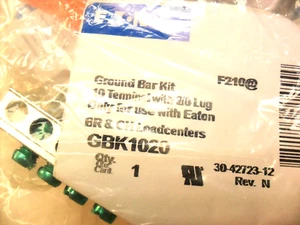 Ground Bar Kit
F210@
10 Terminal with 2/0 Lug
Only for use with Eaton
BR & CH Loadcenters
GBK1020
Qty.
Cant.
1
30-42723-12
Rev. N